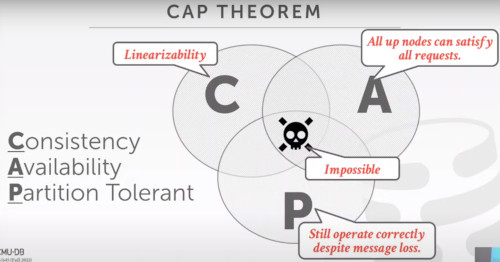 CAP THEOREM
Linearizability
All up nodes can satisfy
all requests.
C
A
Consistency
Availability
Partition Tolerant
Impossible
P
Still operate correctly
despite message loss.
CMU-DB